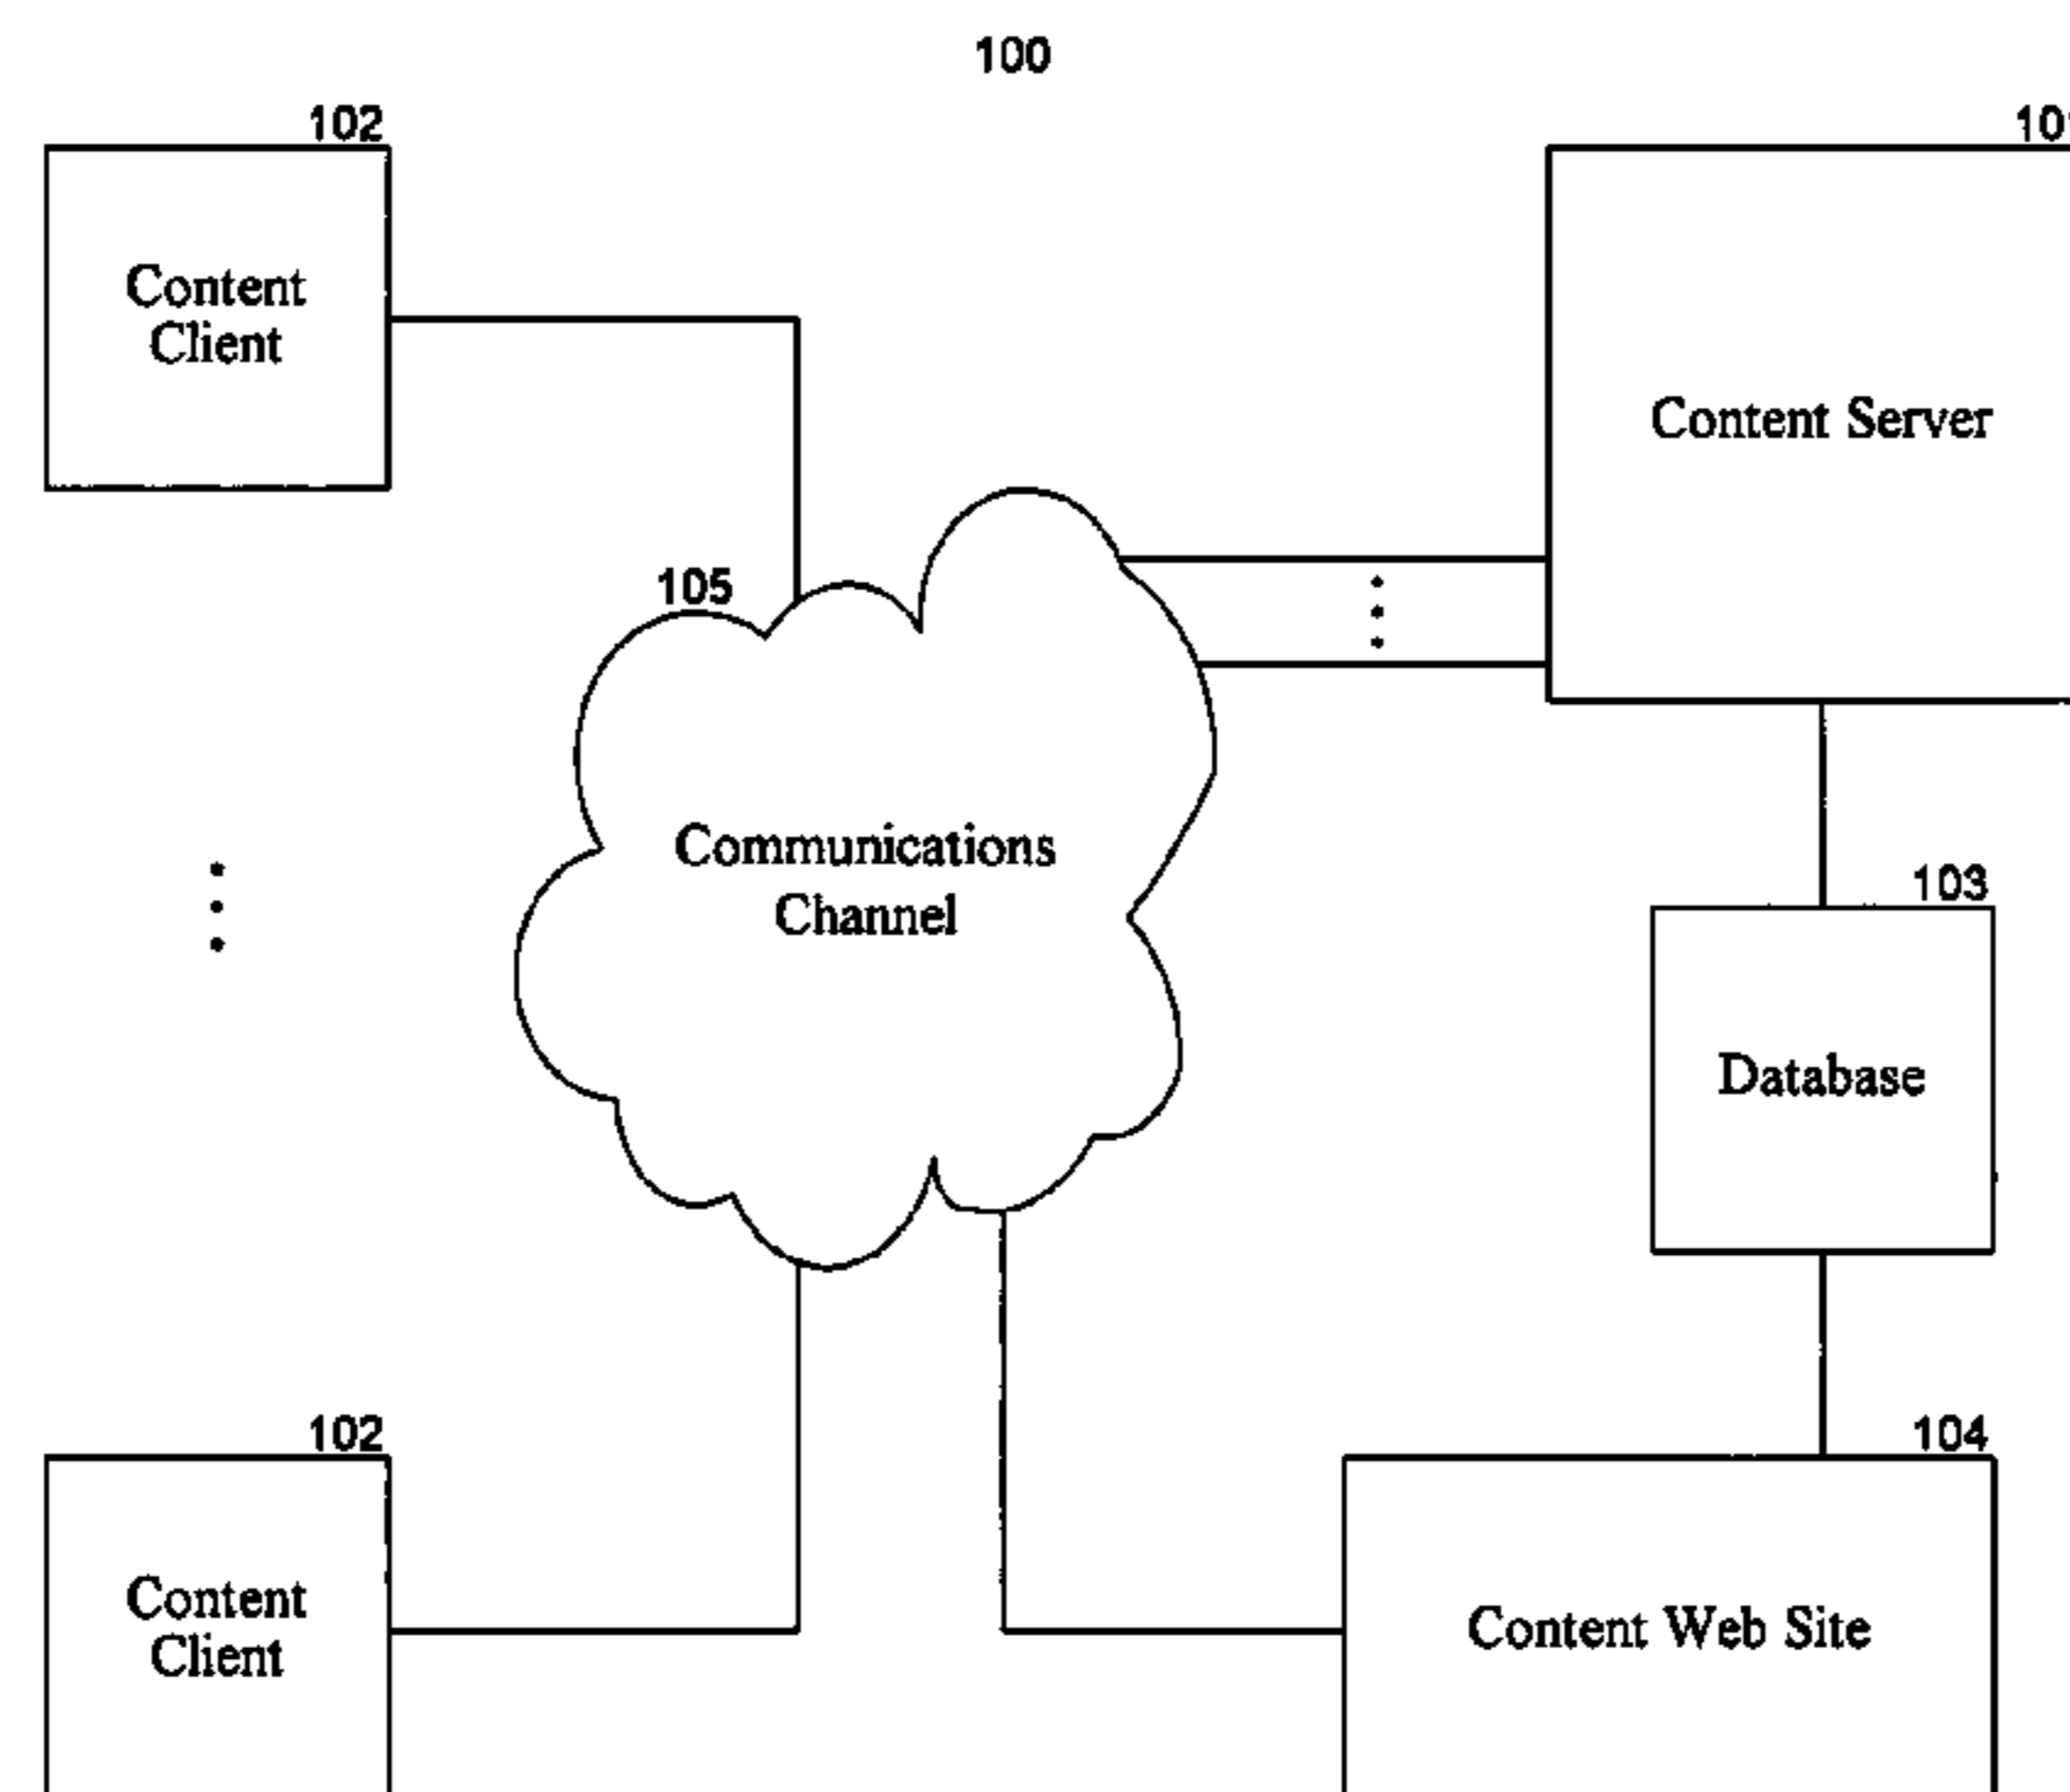 100
102
Content
Client
Content Server
105
Communications
Channel
103
Database
102
Content
Client
104
Content Web Site